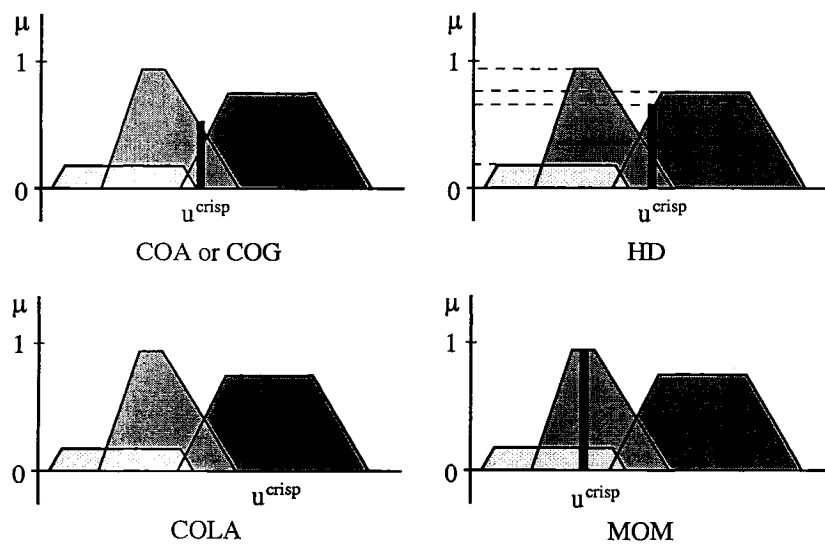 μ
1
0
u^crisp
COA or COG
μ
1
0
u^crisp
HD
μ
1
0
u^crisp
COLA
μ
1
0
u^crisp
MOM